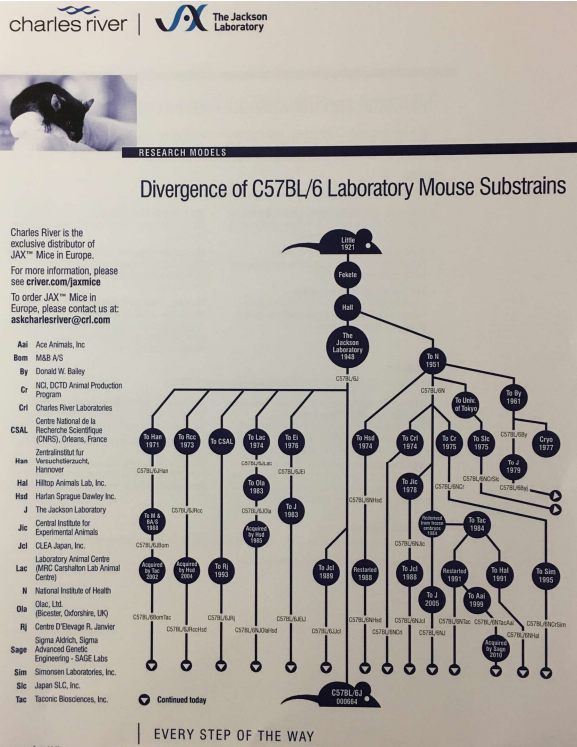 charles river
The Jackson
Laboratory
RESEARCH MODELS
Divergence of C57BL/6 Laboratory Mouse Substrains
Charles River is the
exclusive distributor of
JAX™ Mice in Europe.
For more information, please
see criver.com/jaxmice
To order JAX™ Mice in
Europe, please contact us at:
askcharlesriver@crl.com
Aai Ace Animals, Inc
Bom M&B A/S
By Donald W. Bailey
Cr NCI, DCTD Animal Production
Program
Crl Charles River Laboratories
CSAL Centre National de la
Recherche Scientifique
(CNRS), Orleans, France
Han Zentralinstitut fur
Versuchstierzucht,
Hannover
Hal Hilltop Animals Lab, Inc.
Hsd Harlan Sprague Dawley Inc.
J The Jackson Laboratory
Jic Central Institute for
Experimental Animals
Jcl CLEA Japan, Inc.
Lac Laboratory Animal Centre
(MRC Carshalton Lab Animal
Centre)
N National Institute of Health
Ola Olac, Ltd.
(Bicester, Oxforshire, UK)
Rj Centre D'Elevage R. Janvier
Sage Sigma Aldrich, Sigma
Advanced Genetic
Engineering - SAGE Labs
Sim Simonsen Laboratories, Inc.
Slc Japan SLC, Inc.
Tac Taconic Biosciences, Inc.
Little
1921
Fekete
Hall
The
Jackson
Laboratory
1948
C57BL/6J
To N
1951
C57BL/6N
To Univ.
of Tokyo
To By
1961
C57BL/6By
To Han
1971
To Rcc
1973
To CSAL
To Lac
1974
To Ei
1976
To Hsd
1974
To Crl
1974
To Cr
1975
To Slc
1975
Cryo
1977
C57BL/6JHan
C57BL/6JLac
C57BL/6JEi
To J
1979
C57BL/6ByJ
C57BL/6NCrSlc
C57BL/6NCr
To Ola
1983
To Jic
1978
C57BL/6NHsd
To M &
BA/S
1988
C57BL/6JRcc
C57BL/6JOla
To J
1983
Rederived
from frozen
embryos
1984
To Tac
1984
C57BL/6JBom
Acquired
by Hsd
1985
C57BL/6NJic
Acquired
by Tac
2002
Acquired
by Hsd
2004
To Rj
1993
To Jcl
1989
Restarted
1988
To Jcl
1988
Restarted
1991
To Hal
1991
To Sim
1995
To J
2005
To Aai
1999
C57BL/6BomTac
C57BL/6JRccHsd
C57BL/6JRj
C57BL/6NJOlaHsd
C57BL/6JEiJ
C57BL/6JJcl
C57BL/6NHsd
C57BL/6NCrl
C57BL/6NJcl
C57BL/6NJ
C57BL/6NTac
C57BL/6NTacAai
C57BL/6NHal
C57BL/6NCrSim
Acquired
by Sage
2010
C57BL/6J
000664
Continued today
EVERY STEP OF THE WAY